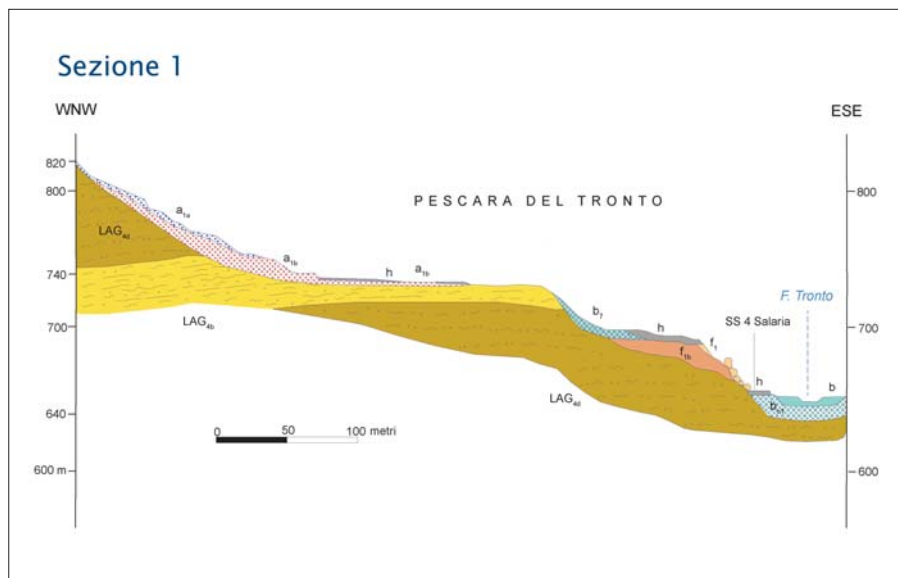 Sezione 1
WNW
ESE
820
800
800
PESCARA DEL TRONTO
a1a
LAG4d
a1b
h
a1b
740
F. Tronto
b7
h
SS 4 Salaria
700
700
LAG4b
f1
f1b
h
b
LAG4d
640
0 50 100 metri
600 m
600